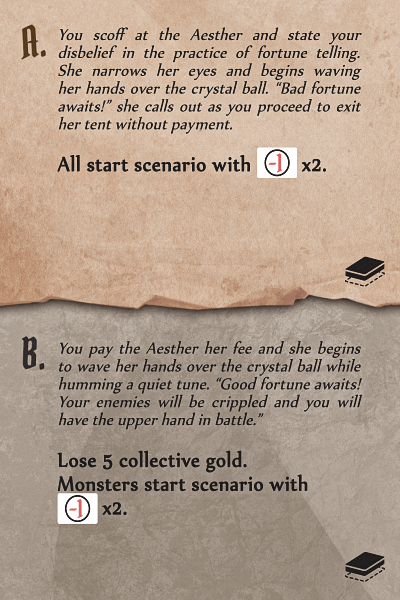 A.
You scoff at the Aesther and state your
disbelief in the practice of fortune telling.
She narrows her eyes and begins waving
her hands over the crystal ball. “Bad fortune
awaits!” she calls out as you proceed to exit
her tent without payment.
All start scenario with -1 x2.
B.
You pay the Aesther her fee and she begins
to wave her hands over the crystal ball while
humming a quiet tune. “Good fortune awaits!
Your enemies will be crippled and you will
have the upper hand in battle.”
Lose 5 collective gold.
Monsters start scenario with
-1 x2.